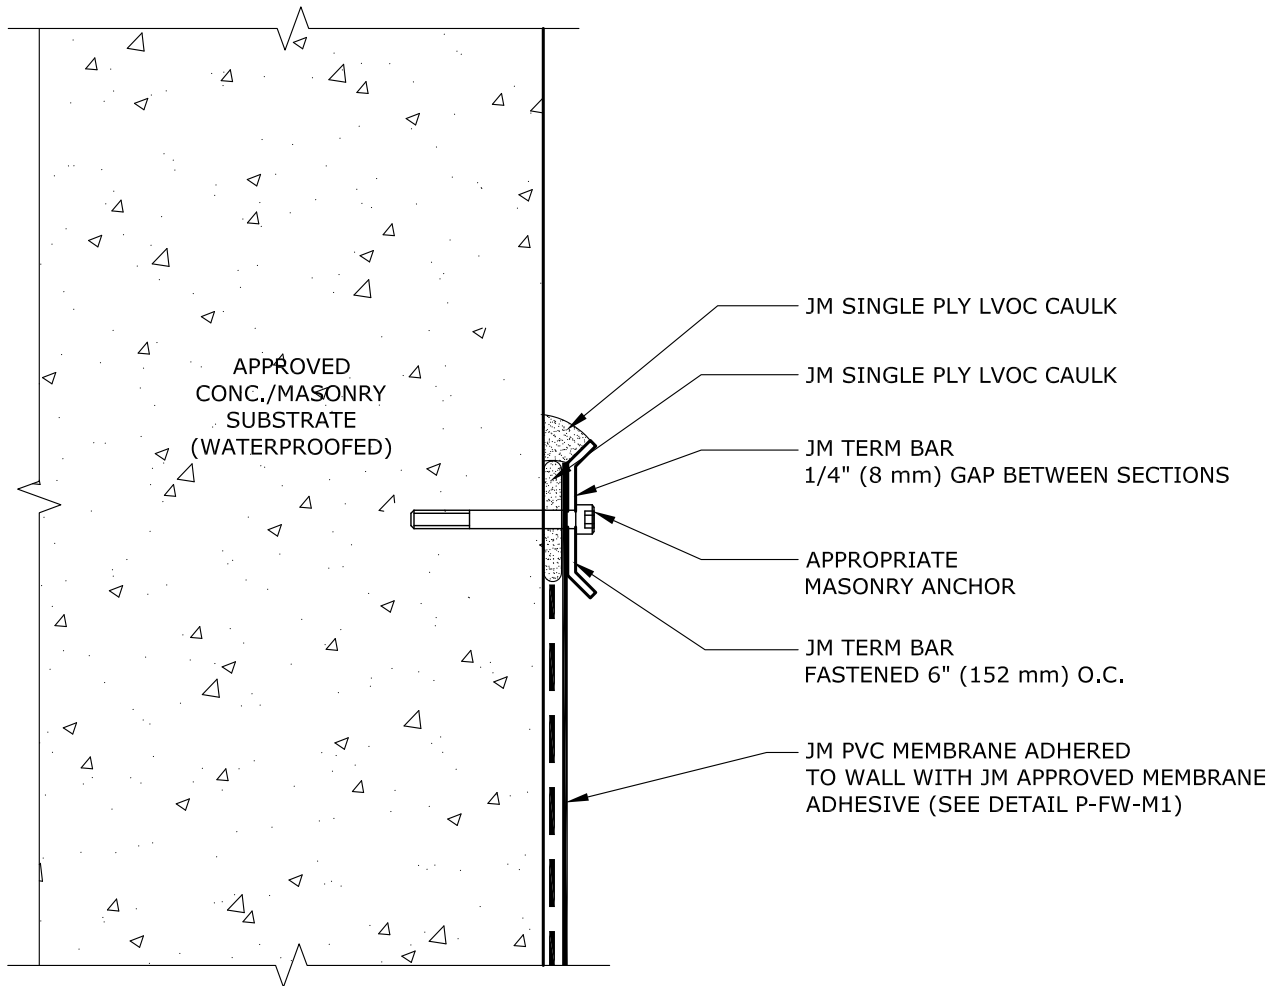 APPROVED
CONC./MASONRY
SUBSTRATE
(WATERPROOFED)
JM SINGLE PLY LVOC CAULK
JM SINGLE PLY LVOC CAULK
JM TERM BAR
1/4" (8 mm) GAP BETWEEN SECTIONS
APPROPRIATE
MASONRY ANCHOR
JM TERM BAR
FASTENED 6" (152 mm) O.C.
JM PVC MEMBRANE ADHERED
TO WALL WITH JM APPROVED MEMBRANE
ADHESIVE (SEE DETAIL P-FW-M1)